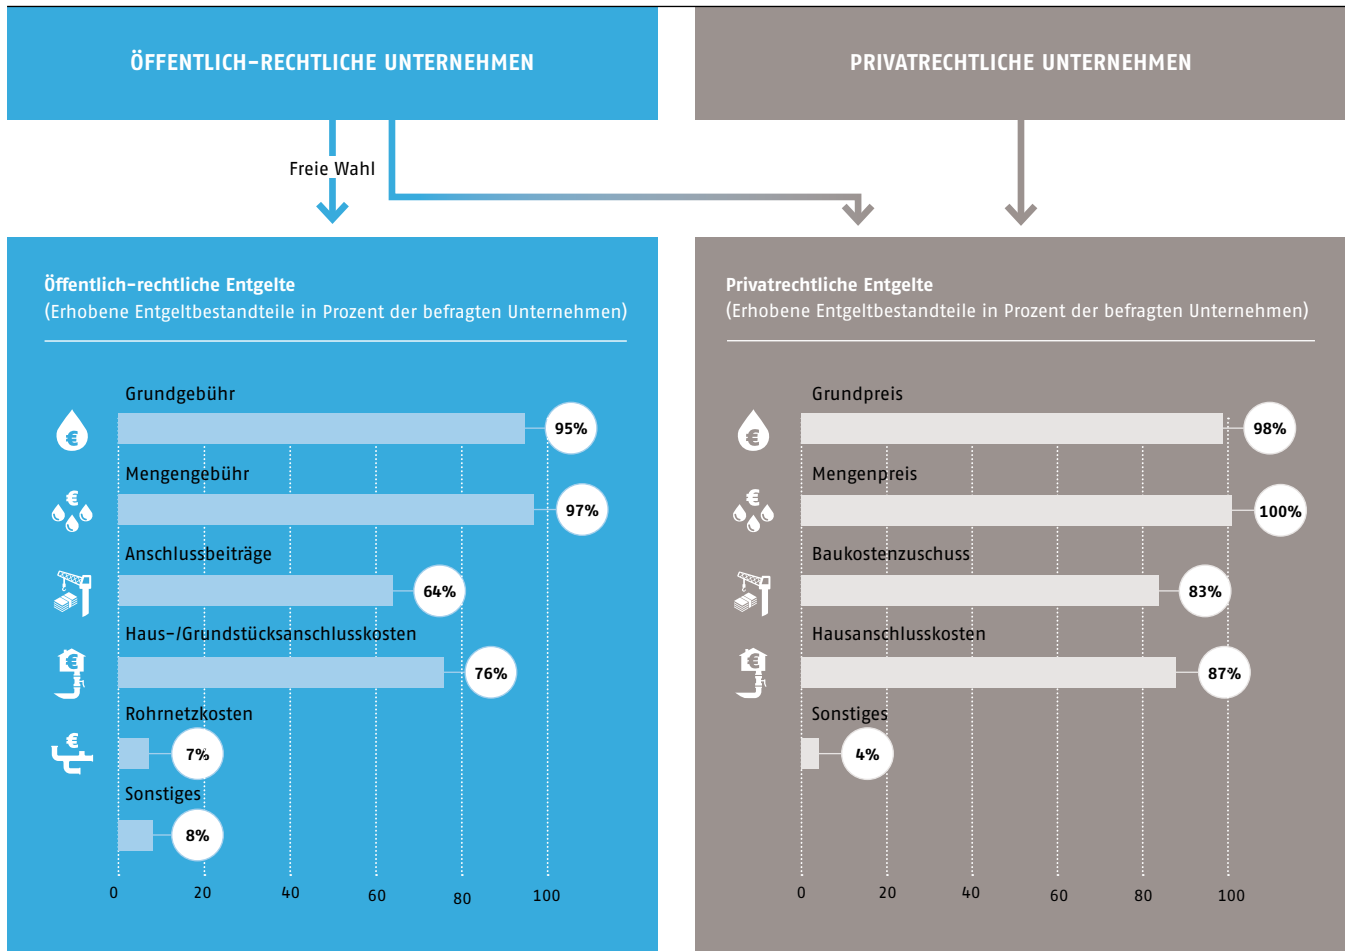 ÖFFENTLICH-RECHTLICHE UNTERNEHMEN
PRIVATRECHTLICHE UNTERNEHMEN
Freie Wahl
Öffentlich-rechtliche Entgelte
(Erhobene Entgeltbestandteile in Prozent der befragten Unternehmen)
Grundgebühr
€
95%
Mengengebühr
€
97%
Anschlussbeiträge
64%
Haus-/Grundstücksanschlusskosten
€
76%
Rohrnetzkosten
€
7%
Sonstiges
8%
0 20 40 60 80 100
Privatrechtliche Entgelte
(Erhobene Entgeltbestandteile in Prozent der befragten Unternehmen)
Grundpreis
€
98%
Mengenpreis
€
100%
Baukostenzuschuss
83%
Hausanschlusskosten
€
87%
Sonstiges
4%
0 20 40 60 80 100